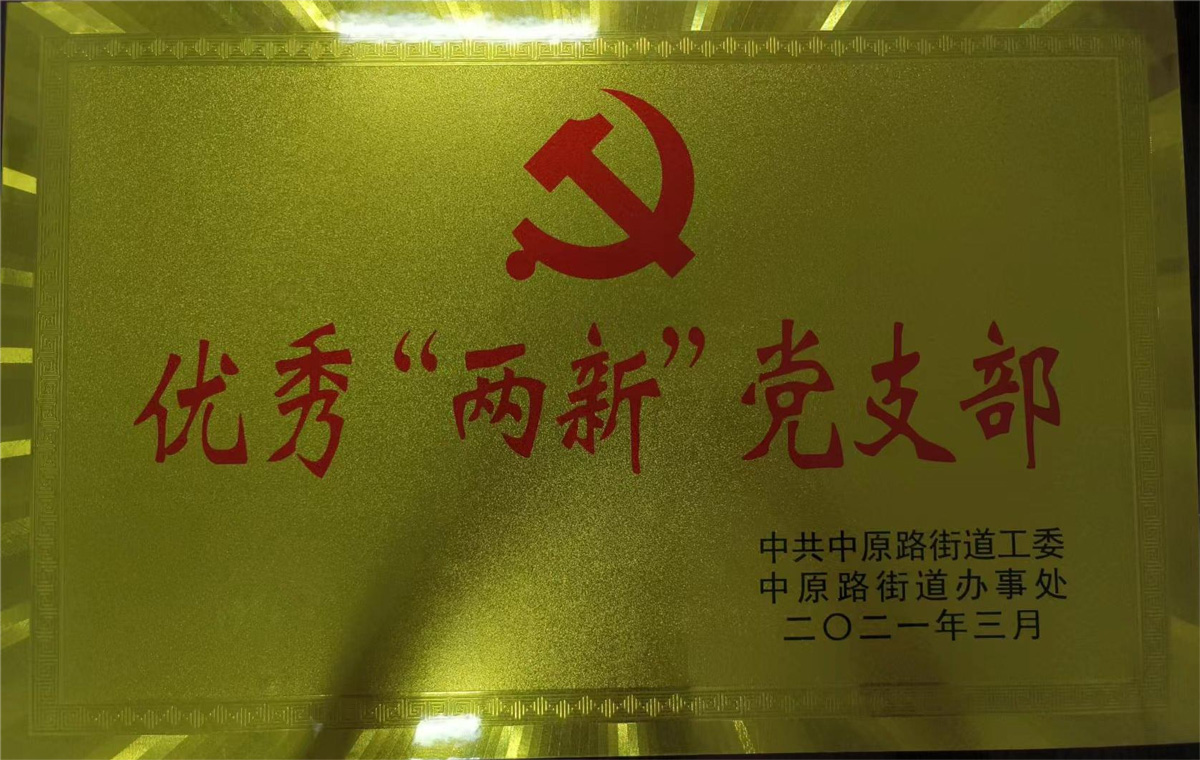 优秀“两新”党支部
中共中原路街道工委
中原路街道办事处
二〇二一年三月